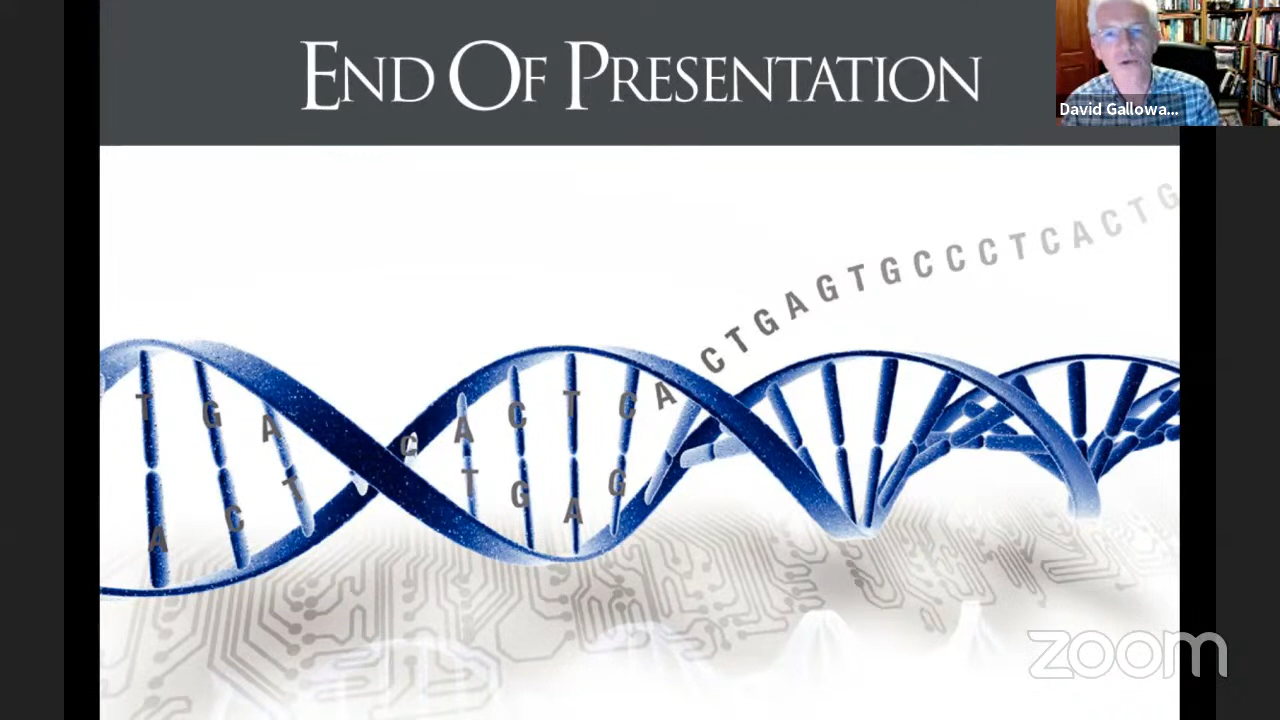 END OF PRESENTATION
David Gallowa...
CTGAGTGCCCTCACTG
T G A C A C T C A
A C T T G A G
zoom